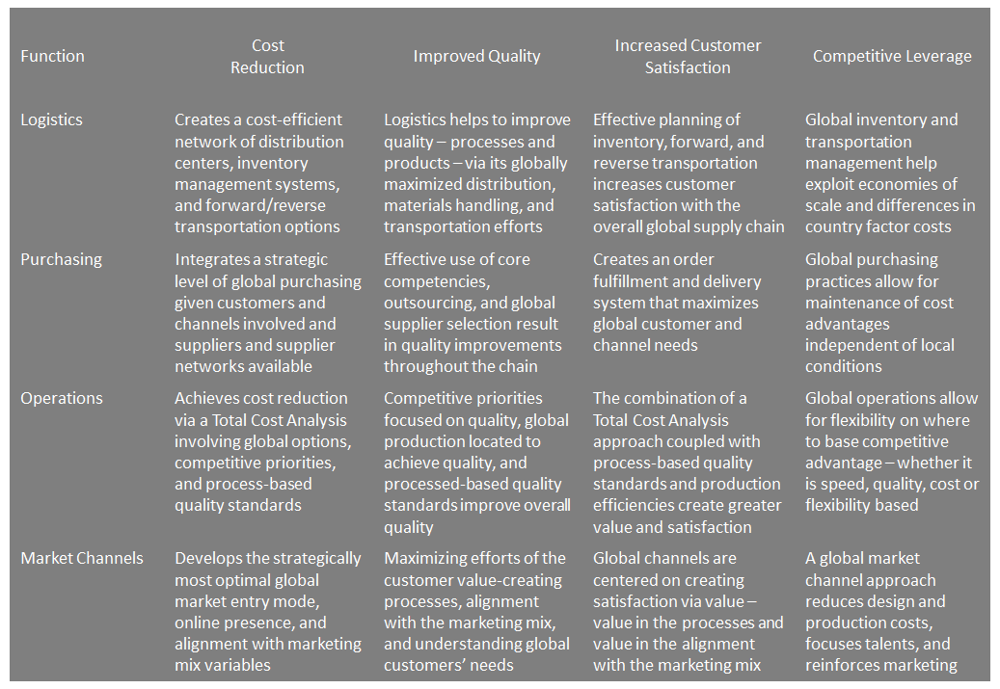 Function
Cost
Reduction
Improved Quality
Increased Customer
Satisfaction
Competitive Leverage
Logistics
Creates a cost-efficient
network of distribution
centers, inventory
management systems,
and forward/reverse
transportation options
Logistics helps to improve
quality – processes and
products – via its globally
maximized distribution,
materials handling, and
transportation efforts
Effective planning of
inventory, forward, and
reverse transportation
increases customer
satisfaction with the
overall global supply chain
Global inventory and
transportation
management help
exploit economies of
scale and differences in
country factor costs
Purchasing
Integrates a strategic
level of global purchasing
given customers and
channels involved and
suppliers and supplier
networks available
Effective use of core
competencies,
outsourcing, and global
supplier selection result
in quality improvements
throughout the chain
Creates an order
fulfillment and delivery
system that maximizes
global customer and
channel needs
Global purchasing
practices allow for
maintenance of cost
advantages
independent of local
conditions
Operations
Achieves cost reduction
via a Total Cost Analysis
involving global options,
competitive priorities,
and process-based
quality standards
Competitive priorities
focused on quality, global
production located to
achieve quality, and
processed-based quality
standards improve overall
quality
The combination of a
Total Cost Analysis
approach coupled with
process-based quality
standards and production
efficiencies create greater
value and satisfaction
Global operations allow
for flexibility on where
to base competitive
advantage – whether it
is speed, quality, cost or
flexibility based
Market Channels
Develops the strategically
most optimal global
market entry mode,
online presence, and
alignment with marketing
mix variables
Maximizing efforts of the
customer value-creating
processes, alignment
with the marketing mix,
and understanding global
customers’ needs
Global channels are
centered on creating
satisfaction via value –
value in the processes and
value in the alignment
with the marketing mix
A global market
channel approach
reduces design and
production costs,
focuses talents, and
reinforces marketing